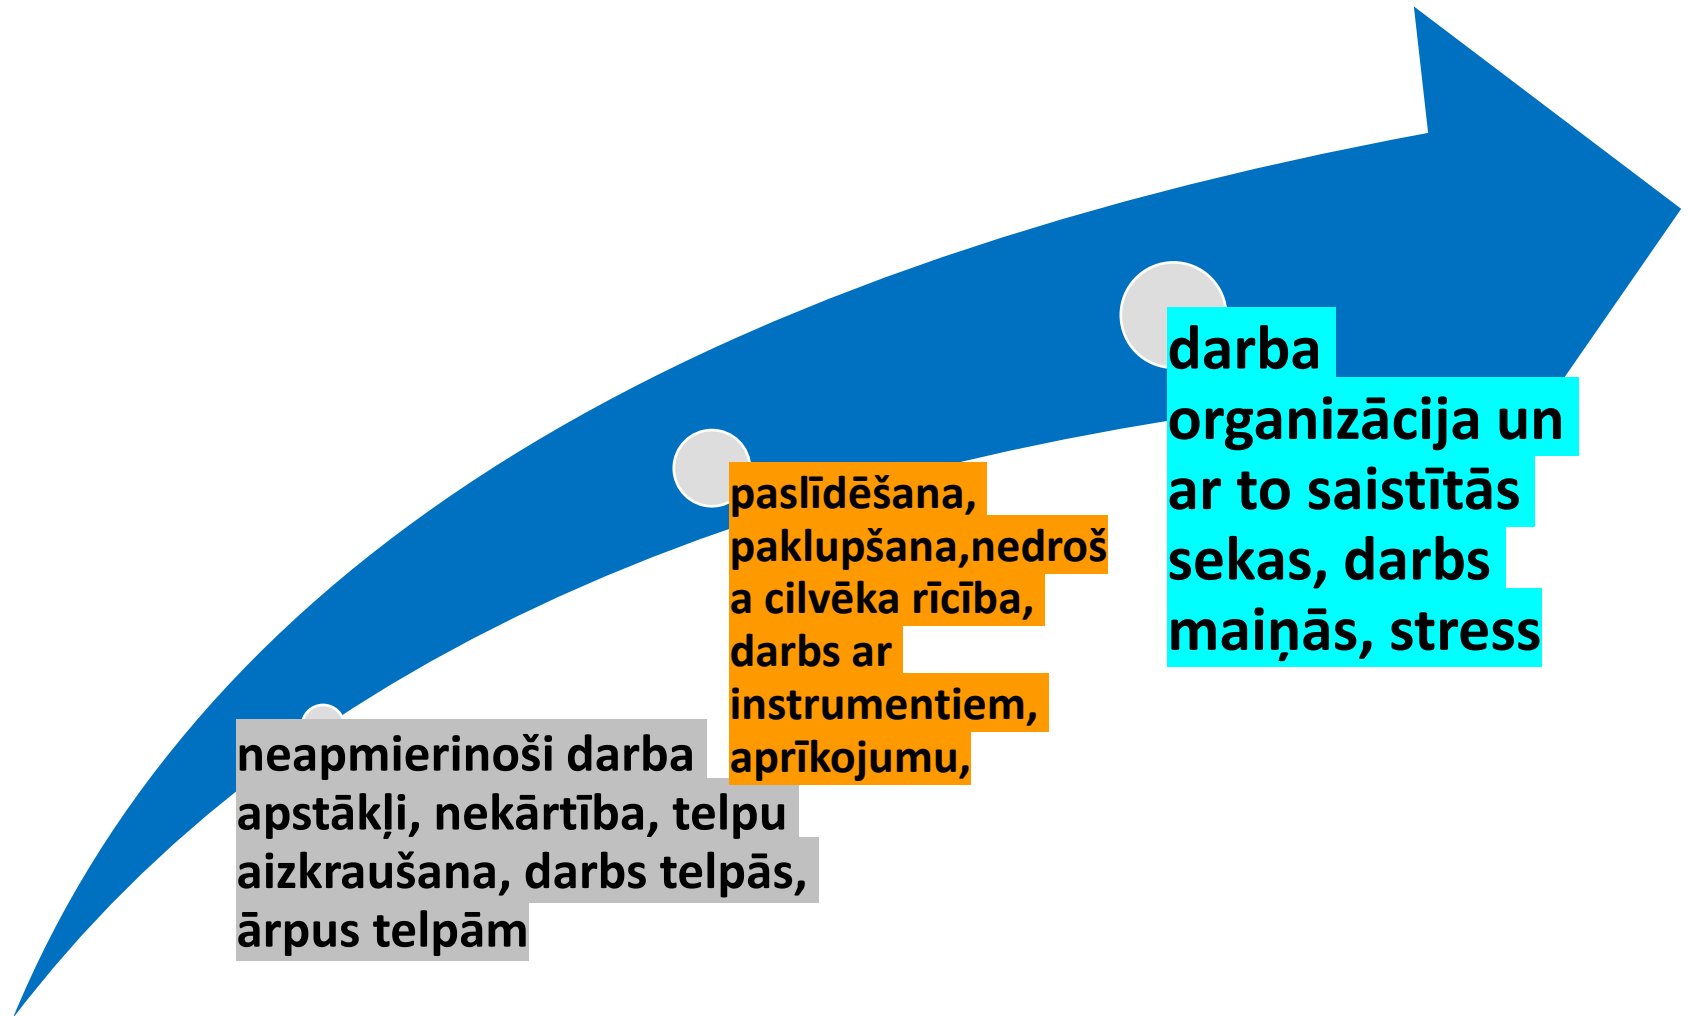 neapmierinoši darba
apstākļi, nekārtība, telpu
aizkraušana, darbs telpās,
ārpus telpām
paslīdēšana,
paklupšana,nedroš
a cilvēka rīcība,
darbs ar
instrumentiem,
aprīkojumu,
darba
organizācija un
ar to saistītās
sekas, darbs
maiņās, stress